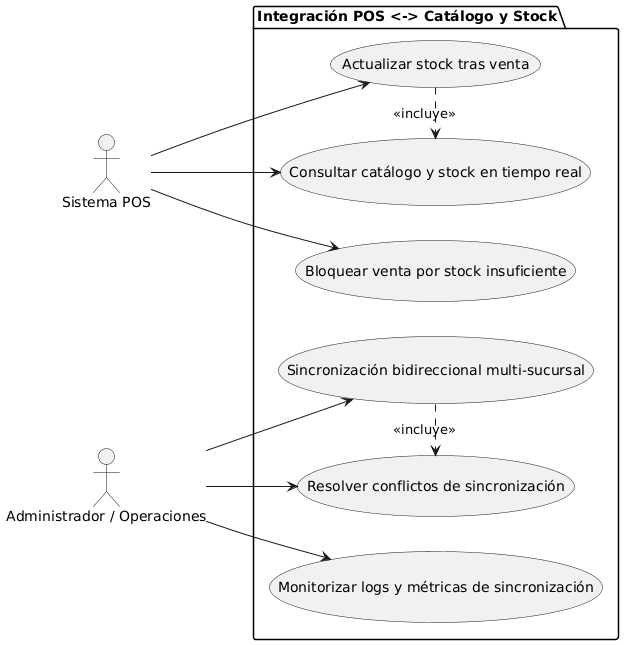 Integración POS <-> Catálogo y Stock
Actualizar stock tras venta
«incluye»
Consultar catálogo y stock en tiempo real
Sistema POS
Bloquear venta por stock insuficiente
Sincronización bidireccional multi-sucursal
«incluye»
Resolver conflictos de sincronización
Administrador / Operaciones
Monitorizar logs y métricas de sincronización